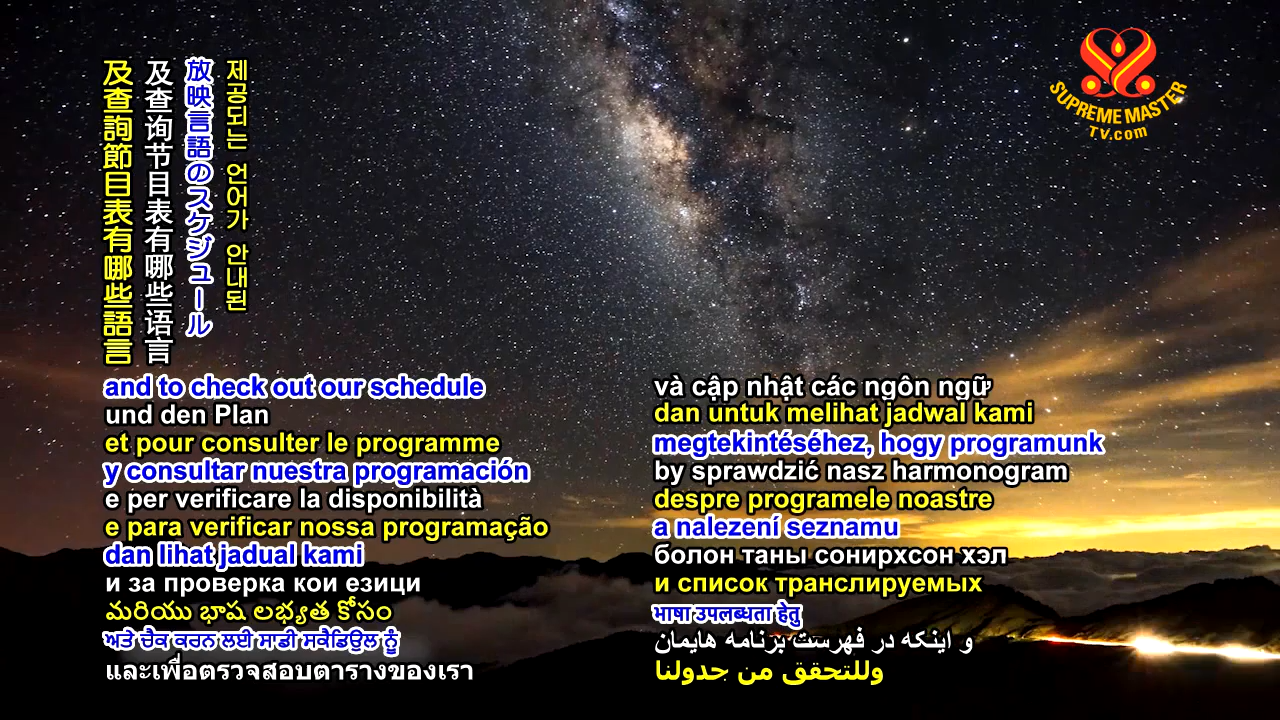 及查詢節目表有哪些語言
及查询节目表有哪些语言
放映言語のスケジュール
제공되는 언어가 안내된
SUPREME MASTER
TV.com
and to check out our schedule
und den Plan
et pour consulter le programme
y consultar nuestra programación
e per verificare la disponibilità
e para verificar nossa programação
dan lihat jadual kami
и за проверка кои езици
మరియు భాష లభ్యత కోసం
ਅਤੇ ਚੈਕ ਕਰਨ ਲਈ ਸਾਡੀ ਸਕੈਡਿਉਲ ਨੂੰ
และเพื่อตรวจสอบตารางของเรา
và cập nhật các ngôn ngữ
dan untuk melihat jadwal kami
megtekintéséhez, hogy programunk
by sprawdzić nasz harmonogram
despre programele noastre
a nalezení seznamu
болон таны сонирхсон хэл
и список транслируемых
भाषा उपलब्धता हेतु
و اینکه در فهرست برنامه هایمان
وللتحقق من جدولنا